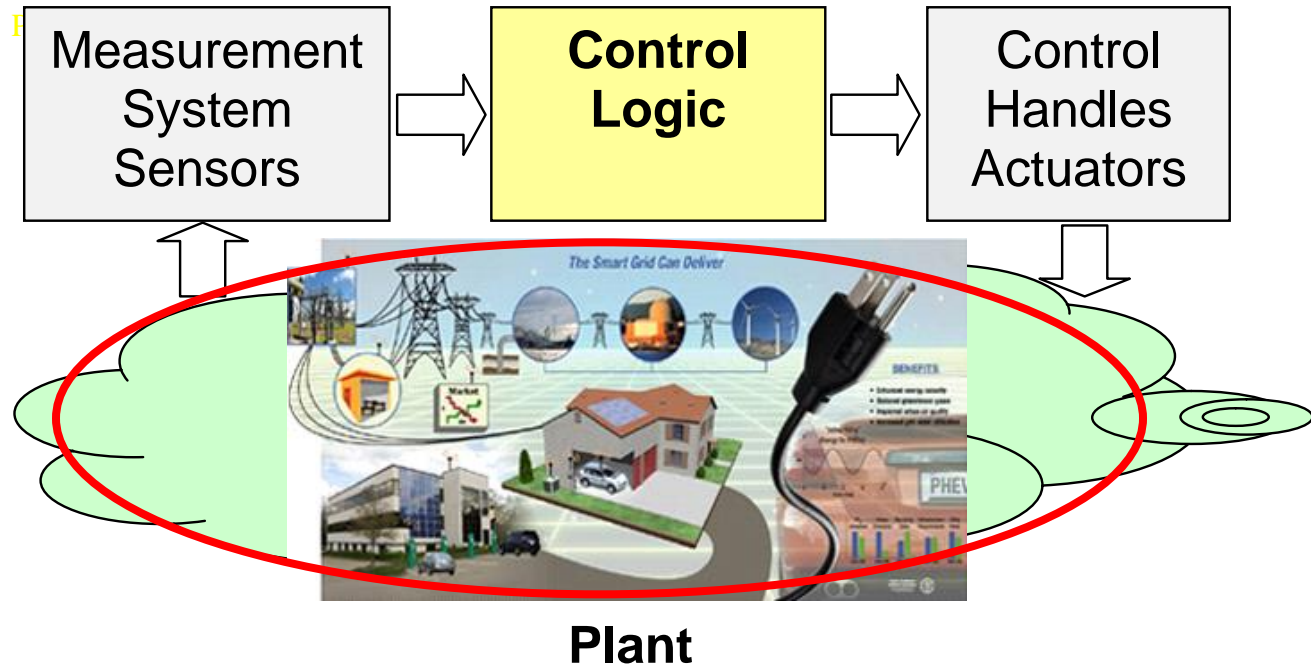 Measurement
System
Sensors
Control
Logic
Control
Handles
Actuators
The Smart Grid Can Deliver
Market
BENEFITS
PHEV
Plant